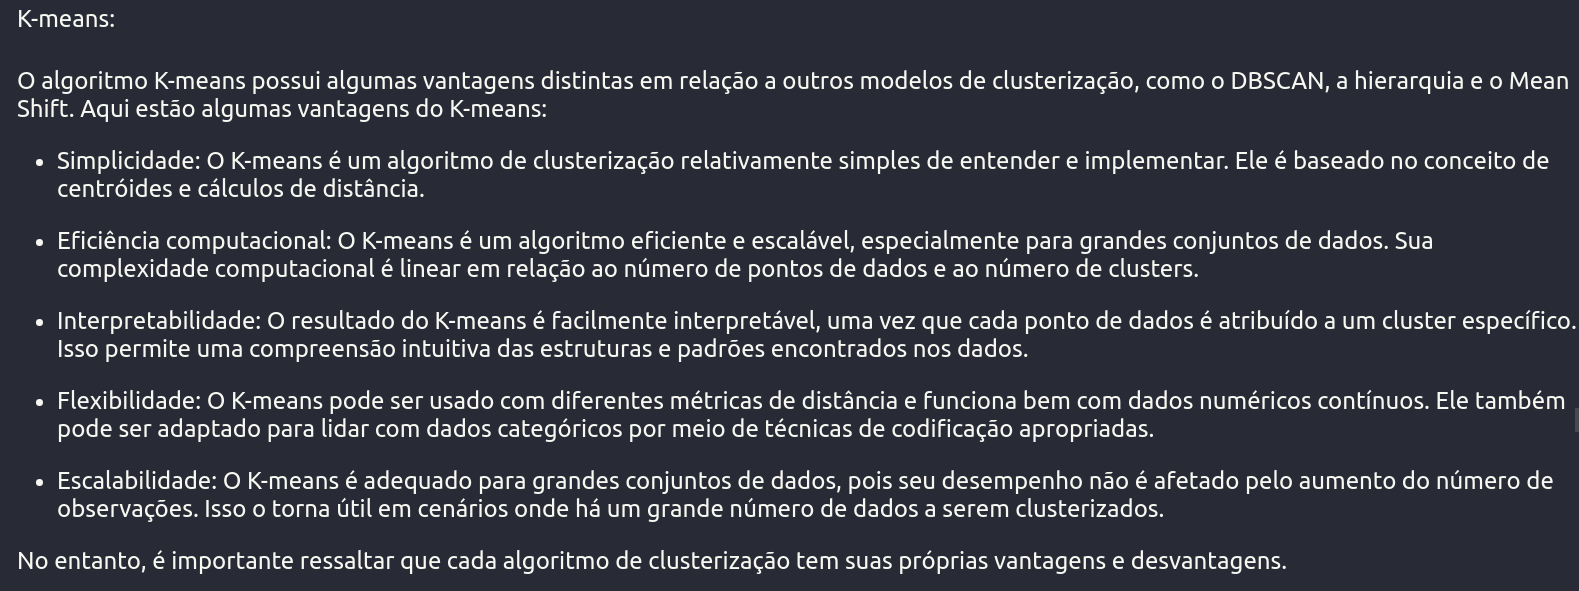 K-means:
O algoritmo K-means possui algumas vantagens distintas em relação a outros modelos de clusterização, como o DBSCAN, a hierarquia e o Mean
Shift. Aqui estão algumas vantagens do K-means:
• Simplicidade: O K-means é um algoritmo de clusterização relativamente simples de entender e implementar. Ele é baseado no conceito de
centróides e cálculos de distância.
• Eficiência computacional: O K-means é um algoritmo eficiente e escalável, especialmente para grandes conjuntos de dados. Sua
complexidade computacional é linear em relação ao número de pontos de dados e ao número de clusters.
• Interpretabilidade: O resultado do K-means é facilmente interpretável, uma vez que cada ponto de dados é atribuído a um cluster específico.
Isso permite uma compreensão intuitiva das estruturas e padrões encontrados nos dados.
• Flexibilidade: O K-means pode ser usado com diferentes métricas de distância e funciona bem com dados numéricos contínuos. Ele também
pode ser adaptado para lidar com dados categóricos por meio de técnicas de codificação apropriadas.
• Escalabilidade: O K-means é adequado para grandes conjuntos de dados, pois seu desempenho não é afetado pelo aumento do número de
observações. Isso o torna útil em cenários onde há um grande número de dados a serem clusterizados.
No entanto, é importante ressaltar que cada algoritmo de clusterização tem suas próprias vantagens e desvantagens.